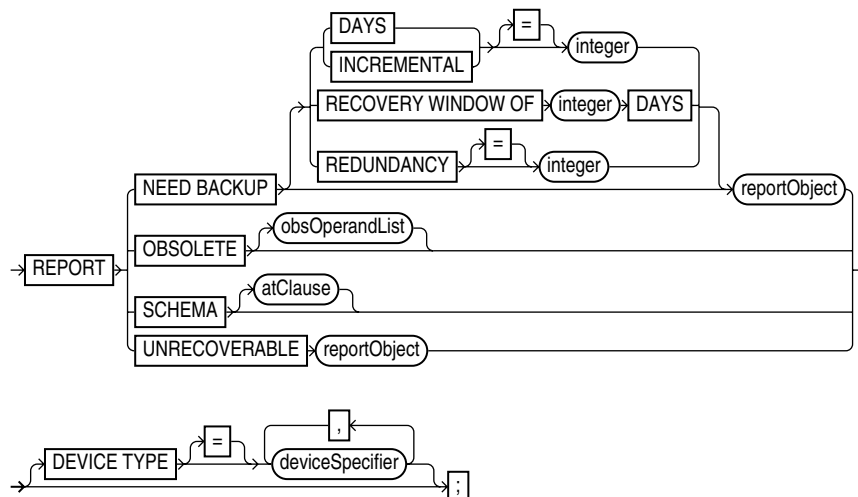 DAYS =
INCREMENTAL integer
RECOVERY WINDOW OF integer DAYS
REDUNDANCY = integer
NEED BACKUP reportObject
OBSOLETE obsOperandList
REPORT
SCHEMA atClause
UNRECOVERABLE reportObject
DEVICE TYPE = , deviceSpecifier
;